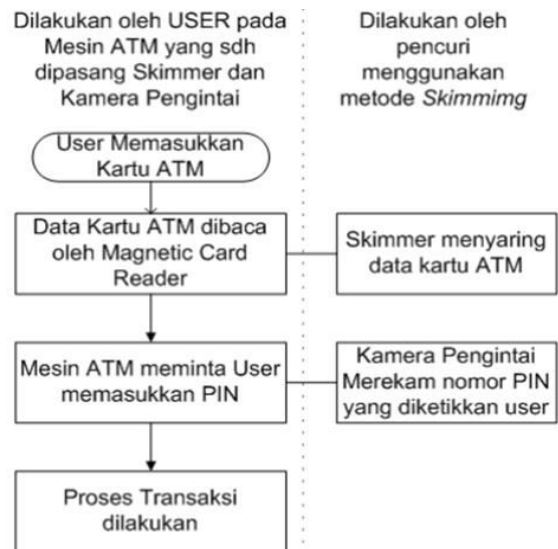 Dilakukan oleh USER pada
Mesin ATM yang sdh
dipasang Skimmer dan
Kamera Pengintai
Dilakukan oleh
pencuri
menggunakan
metode Skimmimg
User Memasukkan
Kartu ATM
Data Kartu ATM dibaca
oleh Magnetic Card
Reader
Skimmer menyaring
data kartu ATM
Mesin ATM meminta User
memasukkan PIN
Kamera Pengintai
Merekam nomor PIN
yang diketikkan user
Proses Transaksi
dilakukan